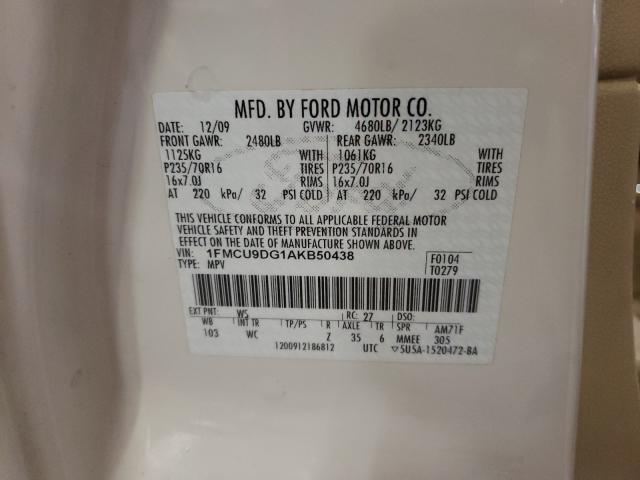 MFD. BY FORD MOTOR CO.
DATE: 12/09 GVWR: 4680LB/ 2123KG
FRONT GAWR: 2480LB REAR GAWR: 2340LB
1125KG WITH 1061KG WITH
P235/70R16 TIRES P235/70R16 TIRES
16x7.0J RIMS 16x7.0J RIMS
AT 220 kPa/ 32 PSI COLD AT 220 kPa/ 32 PSI COLD
THIS VEHICLE CONFORMS TO ALL APPLICABLE FEDERAL MOTOR
VEHICLE SAFETY AND THEFT PREVENTION STANDARDS IN
EFFECT ON THE DATE OF MANUFACTURE SHOWN ABOVE.
VIN: 1FMCU9DG1AKB50438 F0104
TYPE: MPV T0279
EXT PNT: WS RC: 27 DSO:
WB INT TR TP/PS R AXLE TR SPR AM71F
103 WC Z 35 6 MMEE 305
1200912186812 UTC ▽5U5A-1520472-BA